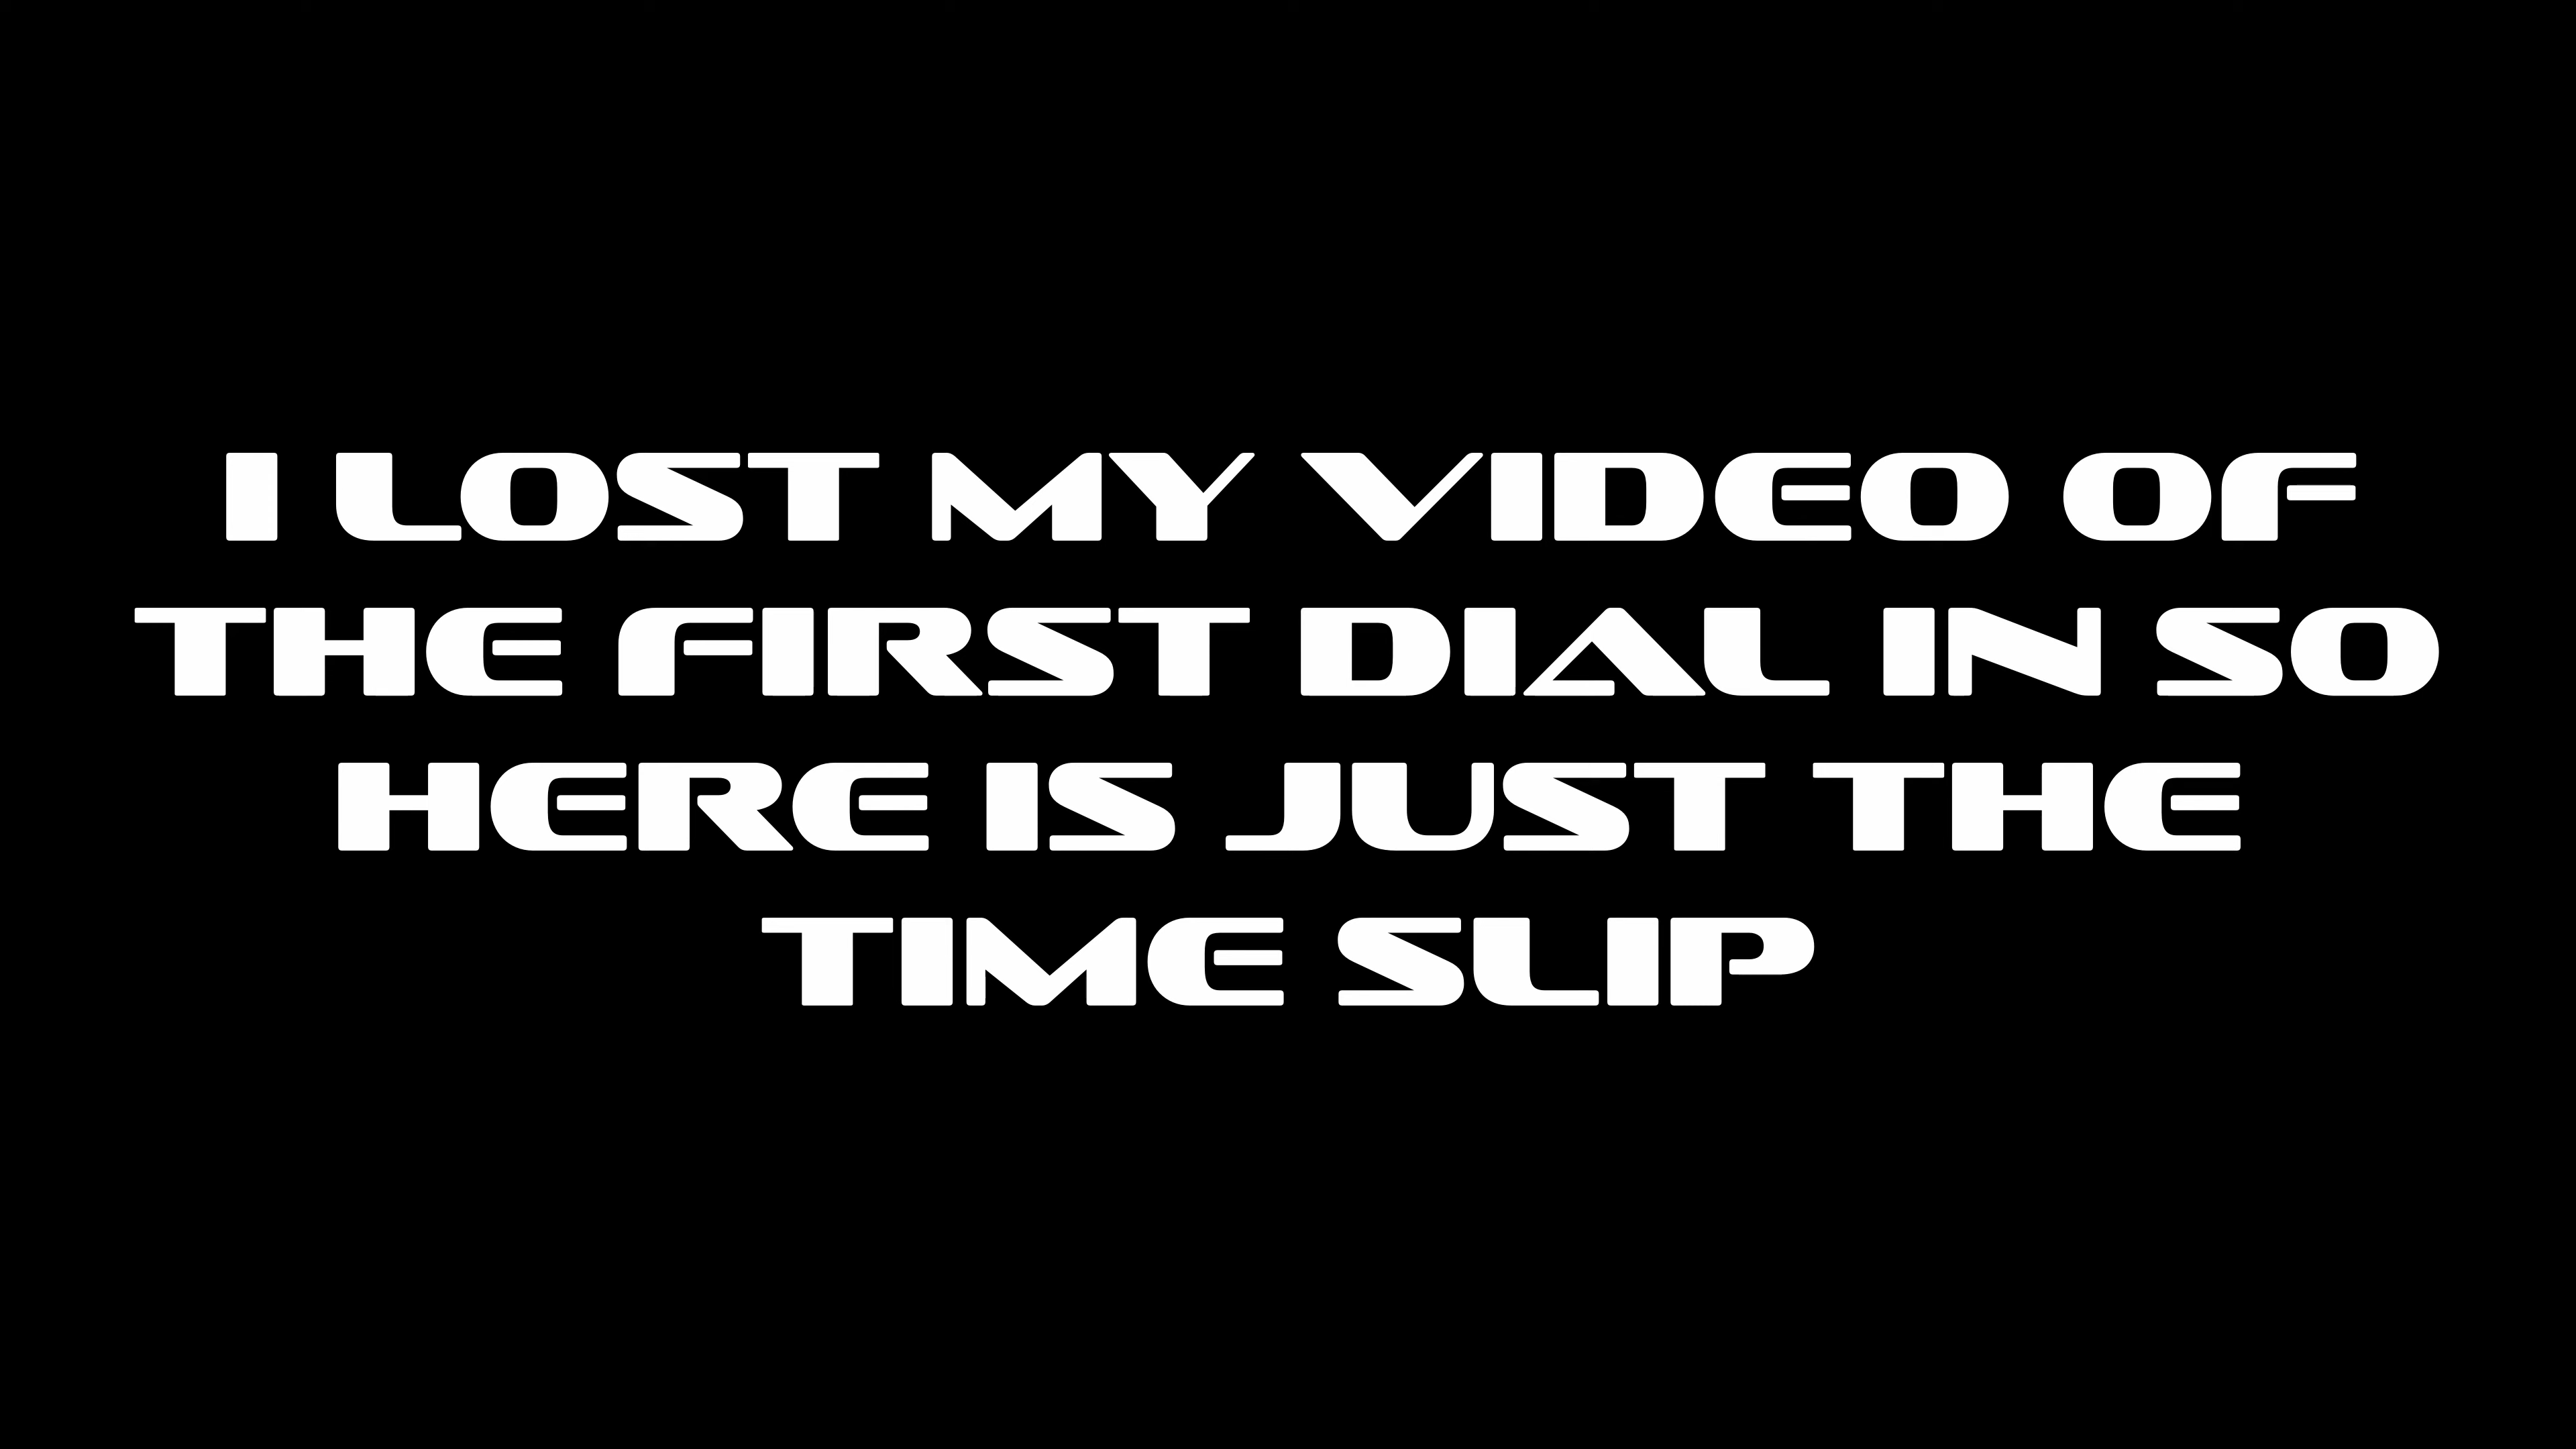 I LOST MY VIDEO OF
THE FIRST DIAL IN SO
HERE IS JUST THE
TIME SLIP